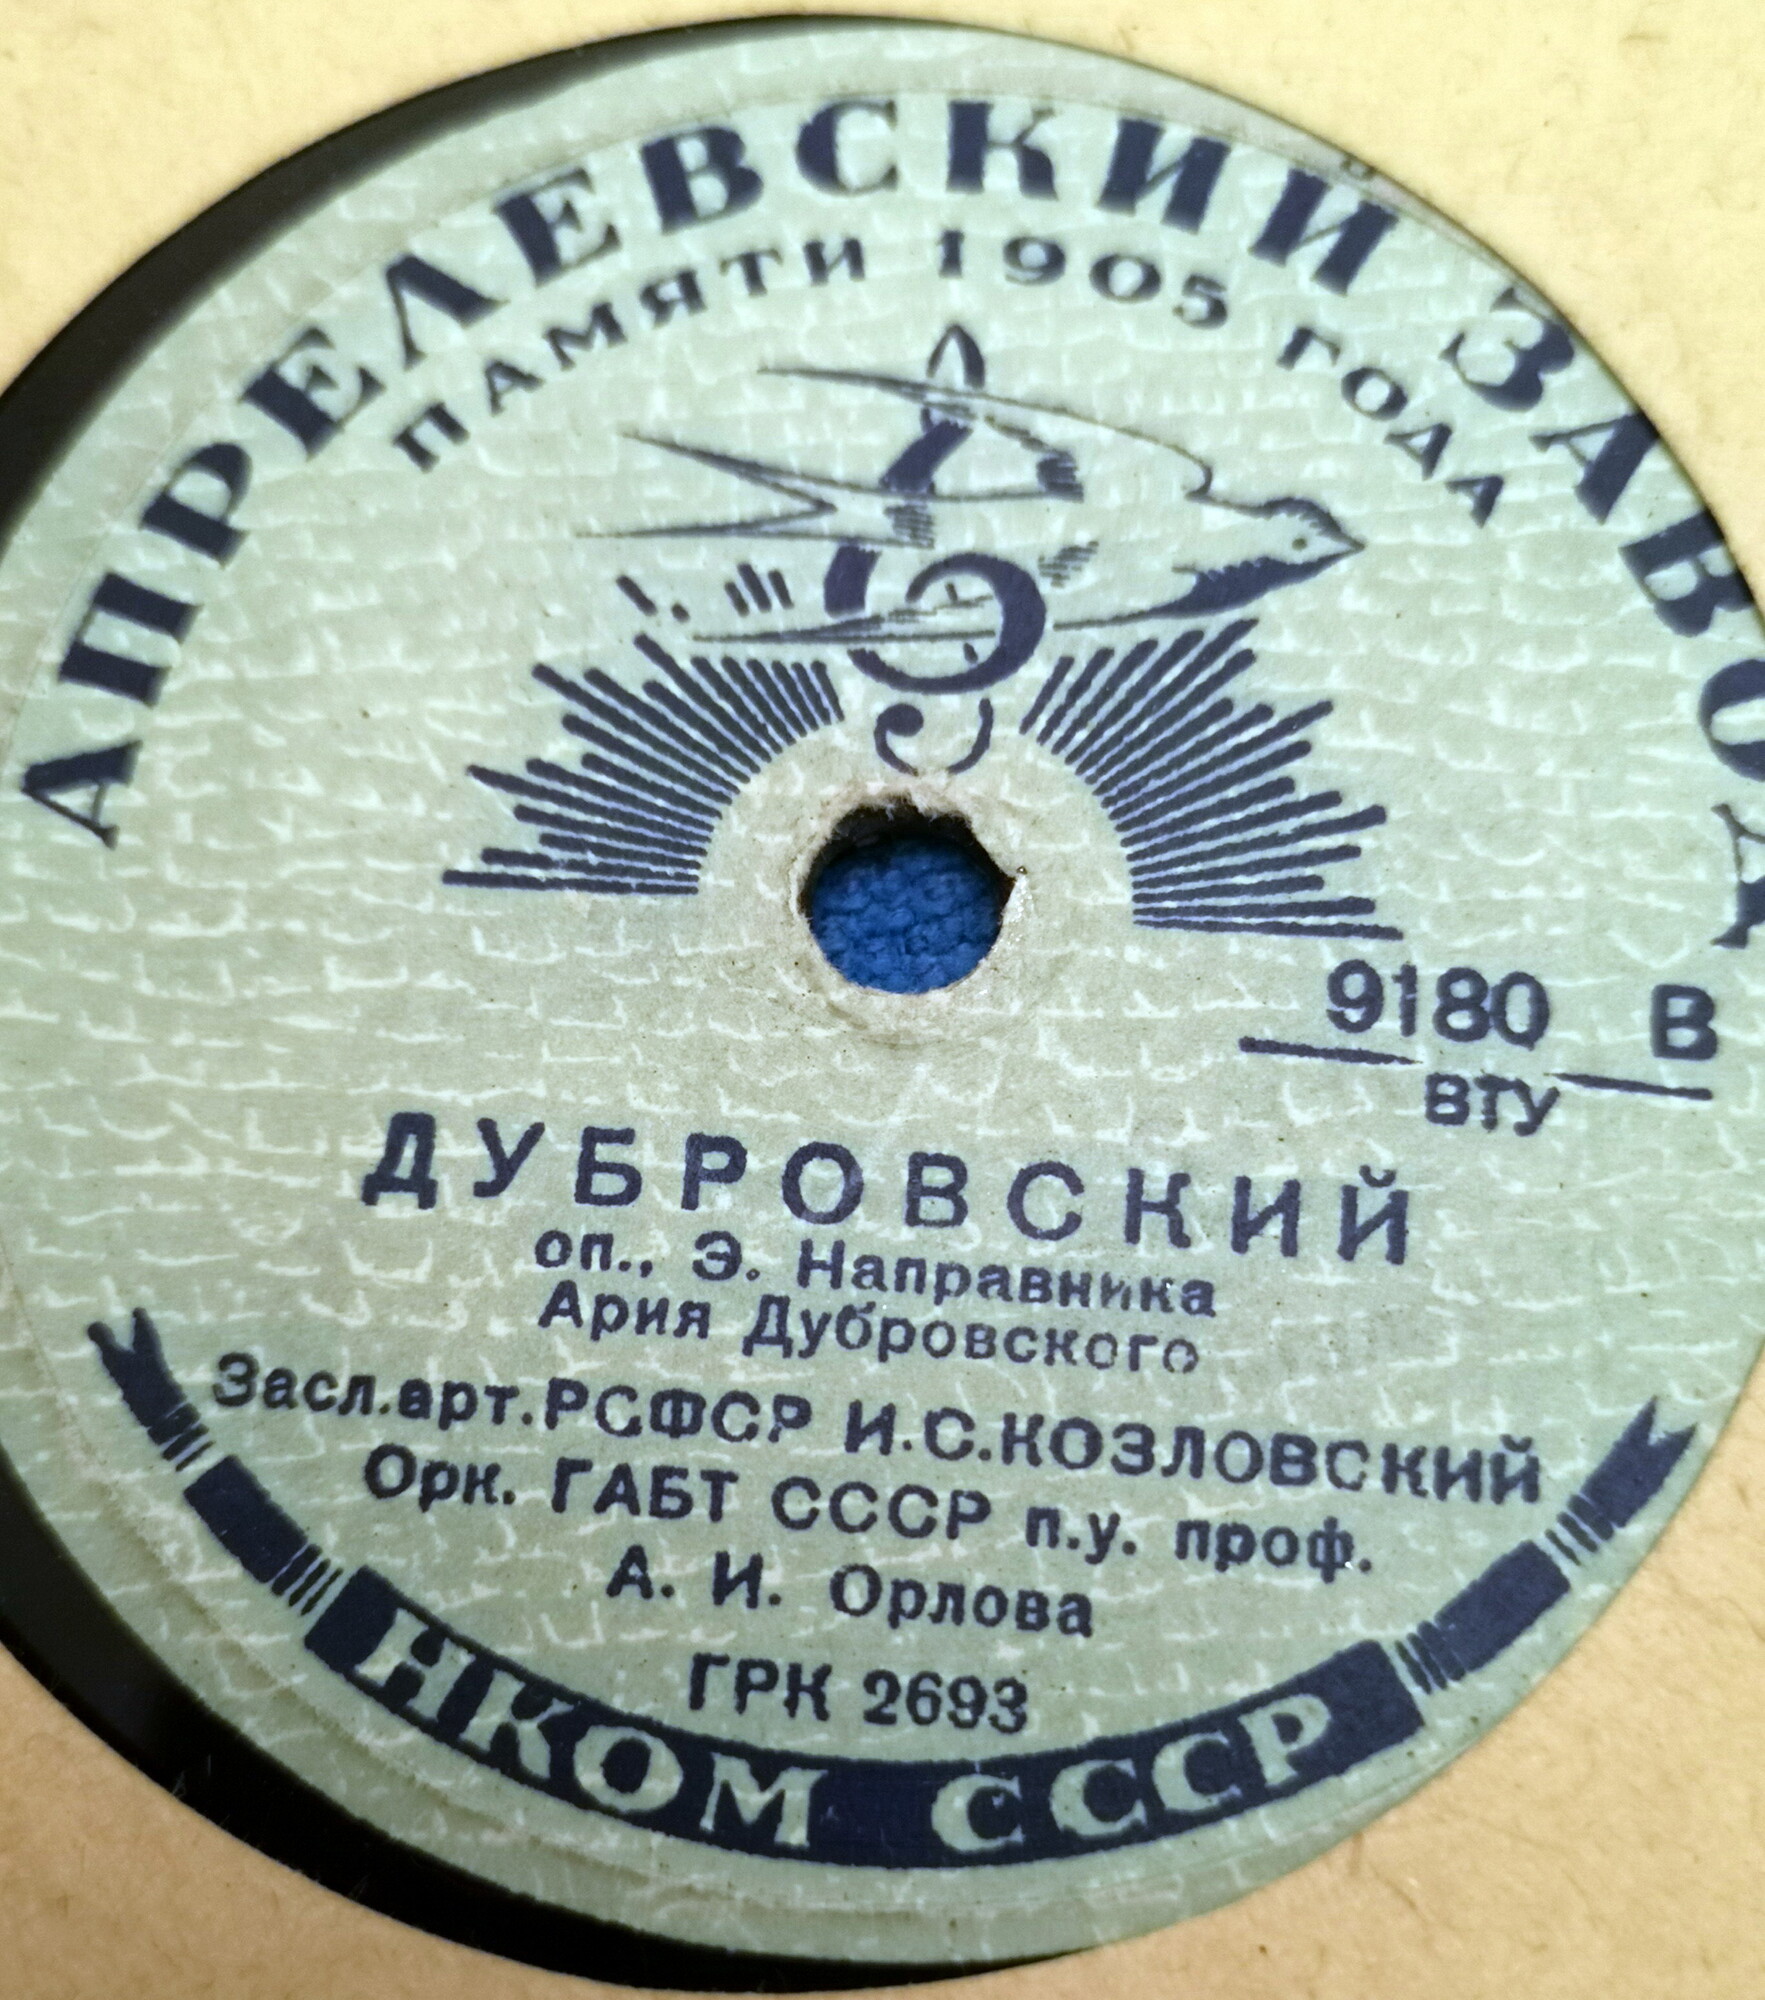 АПРЕЛЕВСКИЙ ЗАВОД
ПАМЯТИ 1905 ГОДА
9180 В
ВТУ
ДУБРОВСКИЙ
оп., Э. Направника
Ария Дубровского
Засл.арт.РСФСР И.С.КОЗЛОВСКИЙ
Орк. ГАБТ СССР п.у. проф.
А. И. Орлова
ГРК 2693
НКОМ СССР